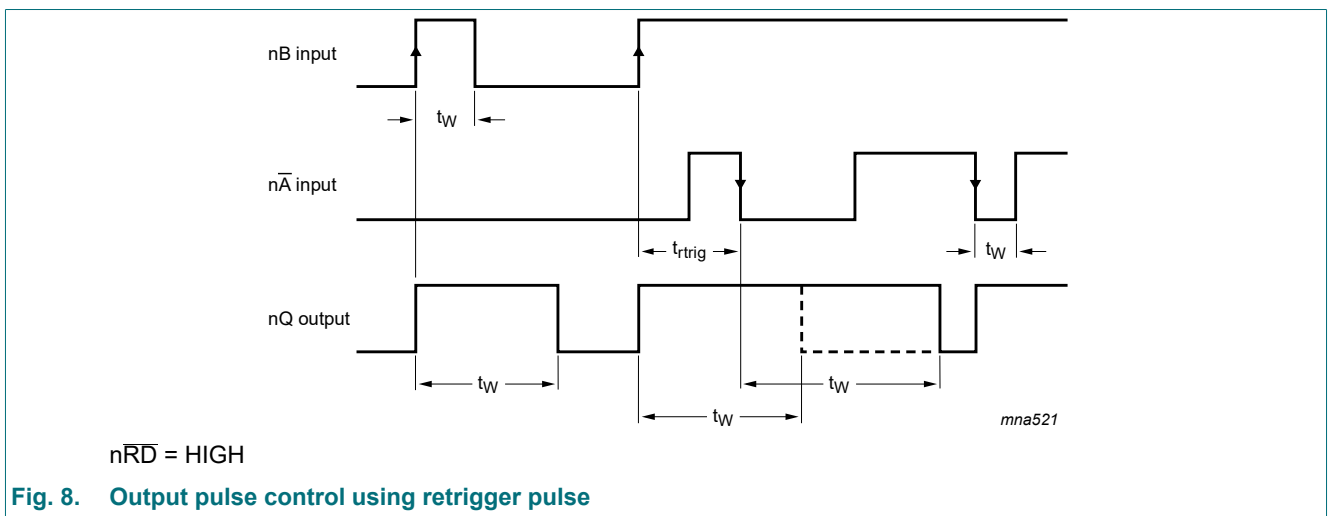 nB input
tW
nA̅ input
trtrig
tW
nQ output
tW
tW
tW
mna521
nR̅D̅ = HIGH
Fig. 8. Output pulse control using retrigger pulse